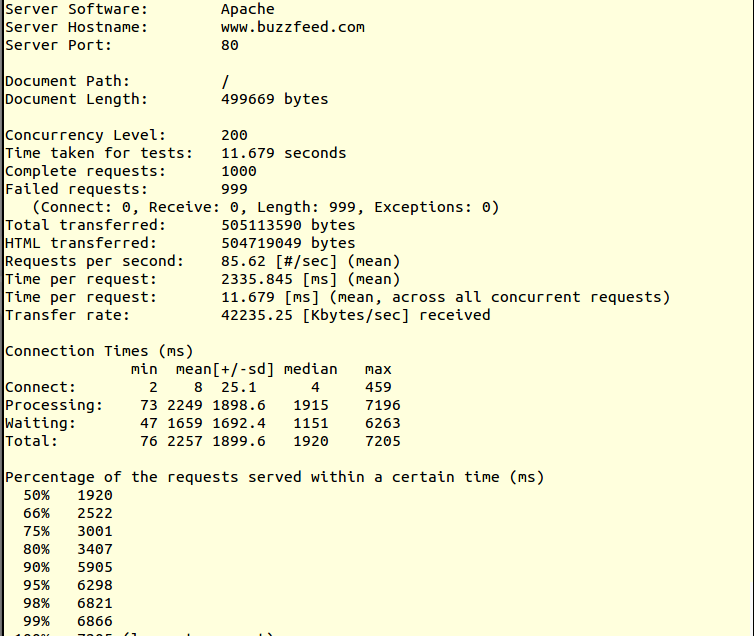 Server Software:        Apache
Server Hostname:        www.buzzfeed.com
Server Port:            80
Document Path:          /
Document Length:        499669 bytes
Concurrency Level:      200
Time taken for tests:   11.679 seconds
Complete requests:      1000
Failed requests:        999
   (Connect: 0, Receive: 0, Length: 999, Exceptions: 0)
Total transferred:      505113590 bytes
HTML transferred:       504719049 bytes
Requests per second:    85.62 [#/sec] (mean)
Time per request:       2335.845 [ms] (mean)
Time per request:       11.679 [ms] (mean, across all concurrent requests)
Transfer rate:          42235.25 [Kbytes/sec] received
Connection Times (ms)
              min  mean[+/-sd] median   max
Connect:        2    8  25.1      4     459
Processing:    73 2249 1898.6   1915    7196
Waiting:       47 1659 1692.4   1151    6263
Total:         76 2257 1899.6   1920    7205
Percentage of the requests served within a certain time (ms)
  50%   1920
  66%   2522
  75%   3001
  80%   3407
  90%   5905
  95%   6298
  98%   6821
  99%   6866